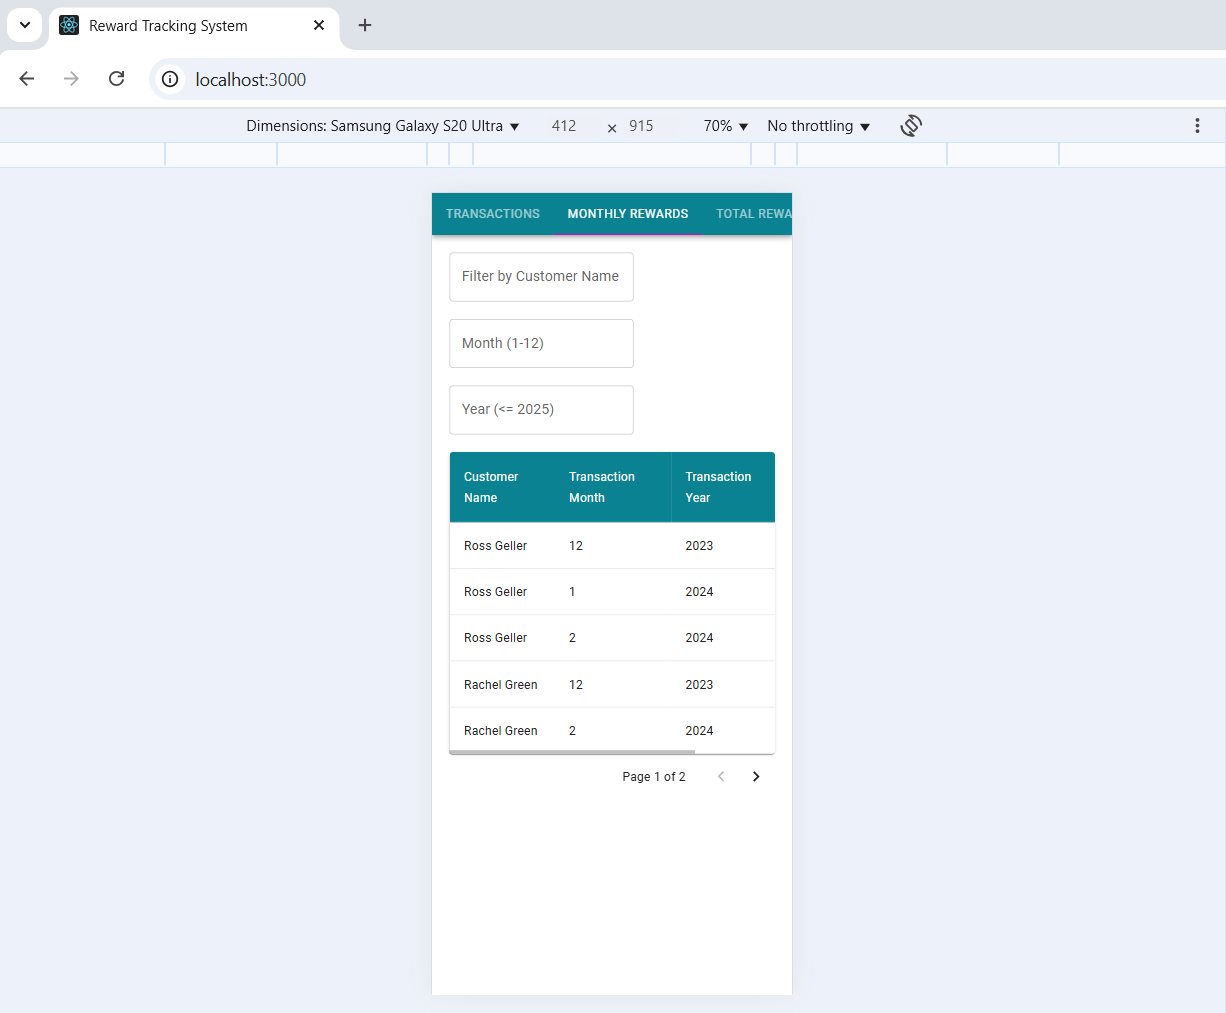 Reward Tracking System
localhost:3000
Dimensions: Samsung Galaxy S20 Ultra 412 × 915 70% No throttling
TRANSACTIONS MONTHLY REWARDS TOTAL REWA
Filter by Customer Name
Month (1-12)
Year (<= 2025)
Customer Name Transaction Month Transaction Year
Ross Geller 12 2023
Ross Geller 1 2024
Ross Geller 2 2024
Rachel Green 12 2023
Rachel Green 2 2024
Page 1 of 2